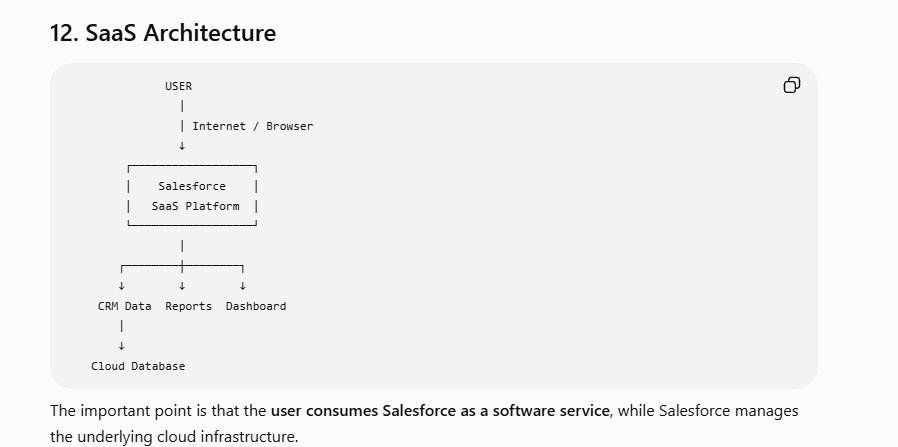 12. SaaS Architecture
USER
Internet / Browser
Salesforce
SaaS Platform
CRM Data Reports Dashboard
Cloud Database
The important point is that the user consumes Salesforce as a software service, while Salesforce manages
the underlying cloud infrastructure.